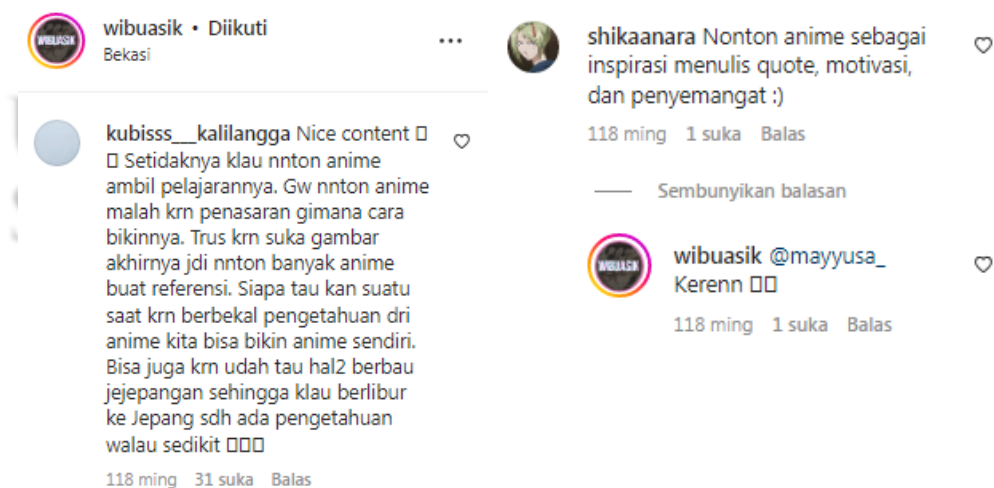 wibuasik • Diikuti
Bekasi
kubisss___kalilangga Nice content
Setidaknya klau nnton anime
ambil pelajarannya. Gw nnton anime
malah krn penasaran gimana cara
bikinnya. Trus krn suka gambar
akhirnya jdi nnton banyak anime
buat referensi. Siapa tau kan suatu
saat krn berbekal pengetahuan dri
anime kita bisa bikin anime sendiri.
Bisa juga krn udah tau hal2 berbau
jejepangan sehingga klau berlibur
ke Jepang sdh ada pengetahuan
walau sedikit
118 ming 31 suka Balas
shikaanara Nonton anime sebagai
inspirasi menulis quote, motivasi,
dan penyemangat :)
118 ming 1 suka Balas
Sembunyikan balasan
WIBUASIK
wibuasik @mayyusa_
Kerenn
118 ming 1 suka Balas